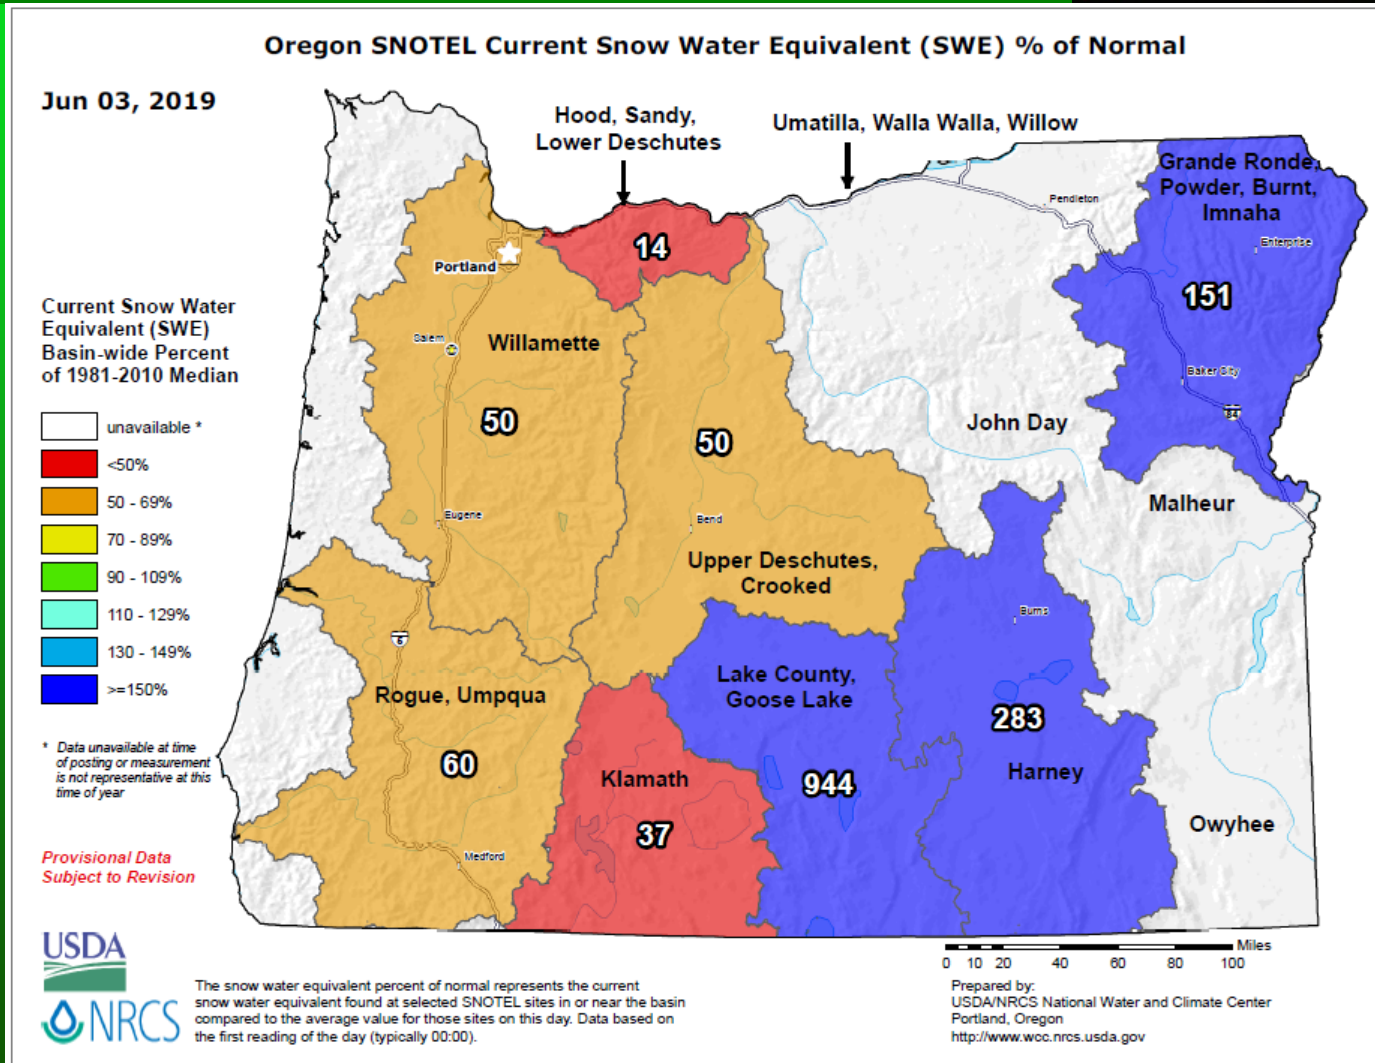 Oregon SNOTEL Current Snow Water Equivalent (SWE) % of Normal
Jun 03, 2019
Hood, Sandy,
Lower Deschutes
Umatilla, Walla Walla, Willow
Grande Ronde,
Powder, Burnt,
Imnaha
Pendleton
Enterprise
14
Portland
151
Current Snow Water
Equivalent (SWE)
Basin-wide Percent
of 1981-2010 Median
Salem
Willamette
Baker City
84
unavailable *
<50%
50 - 69%
70 - 89%
90 - 109%
110 - 129%
130 - 149%
>=150%
50
50
John Day
Malheur
Eugene
Bend
Upper Deschutes,
Crooked
Burns
5
Rogue, Umpqua
60
Lake County,
Goose Lake
944
283
Harney
Klamath
37
Owyhee
Medford
* Data unavailable at time
of posting or measurement
is not representative at this
time of year
Provisional Data
Subject to Revision
USDA
NRCS
The snow water equivalent percent of normal represents the current
snow water equivalent found at selected SNOTEL sites in or near the basin
compared to the average value for those sites on this day. Data based on
the first reading of the day (typically 00:00).
Miles
0 10 20 40 60 80 100
Prepared by:
USDA/NRCS National Water and Climate Center
Portland, Oregon
http://www.wcc.nrcs.usda.gov